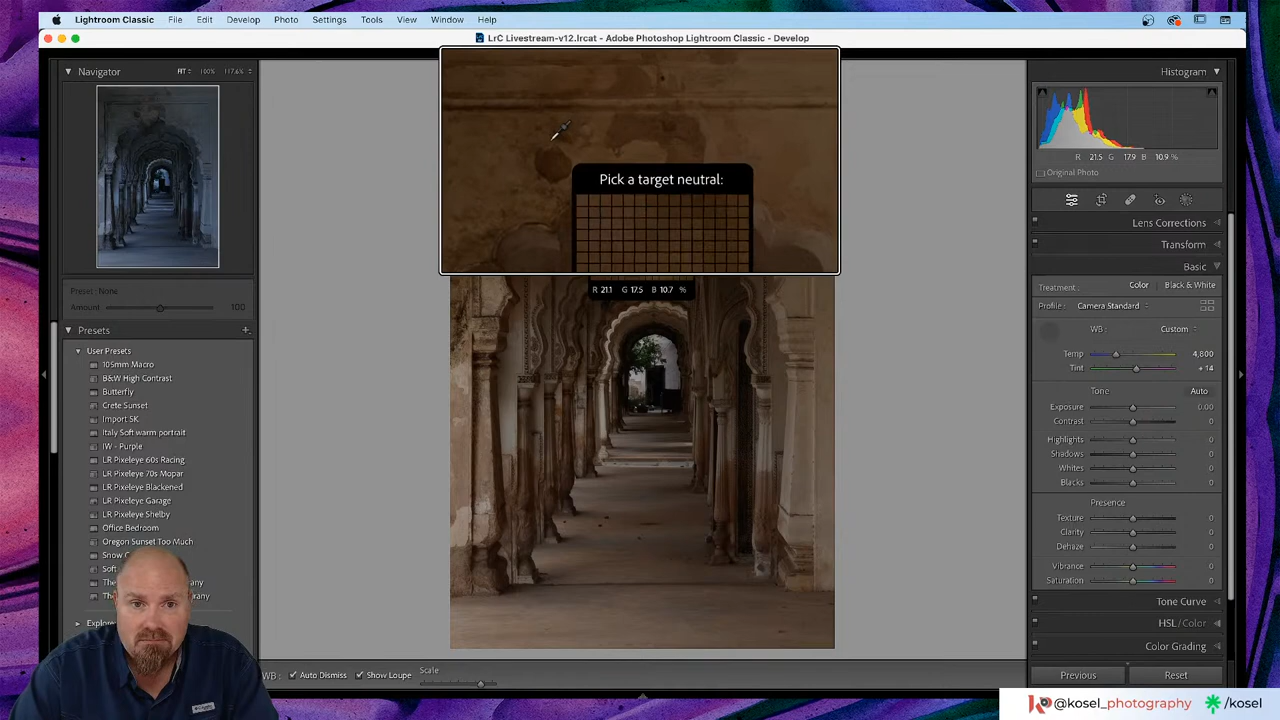 Lightroom Classic File Edit Develop Photo Settings Tools View Window Help
LrC Livestream-v12.lrcat - Adobe Photoshop Lightroom Classic - Develop
Navigator FIT 100% 117.6%
Preset: None
Amount 100
Presets +
User Presets
105mm Macro
B&W High Contrast
Butterfly
Crete Sunset
Import SK
Italy Soft warm portrait
IW - Purple
LR Pixeleye 60s Racing
LR Pixeleye 70s Mopar
LR Pixeleye Blackened
LR Pixeleye Garage
LR Pixeleye Shelby
Office Bedroom
Oregon Sunset Too Much
Snow
Soft
Pick a target neutral:
R 21.1 G 17.5 B 10.7 %
WB: Auto Dismiss Show Loupe Scale
Histogram
R 21.5 G 17.9 B 10.9 %
Original Photo
Lens Corrections
Transform
Basic
Treatment: Color Black & White
Profile: Camera Standard
WB: Custom
Temp 4,800
Tint + 14
Tone Auto
Exposure 0.00
Contrast 0
Highlights 0
Shadows 0
Whites 0
Blacks 0
Presence
Texture 0
Clarity 0
Dehaze 0
Vibrance 0
Saturation 0
Tone Curve
HSL / Color
Color Grading
Previous Reset
@kosel_photography /kosel